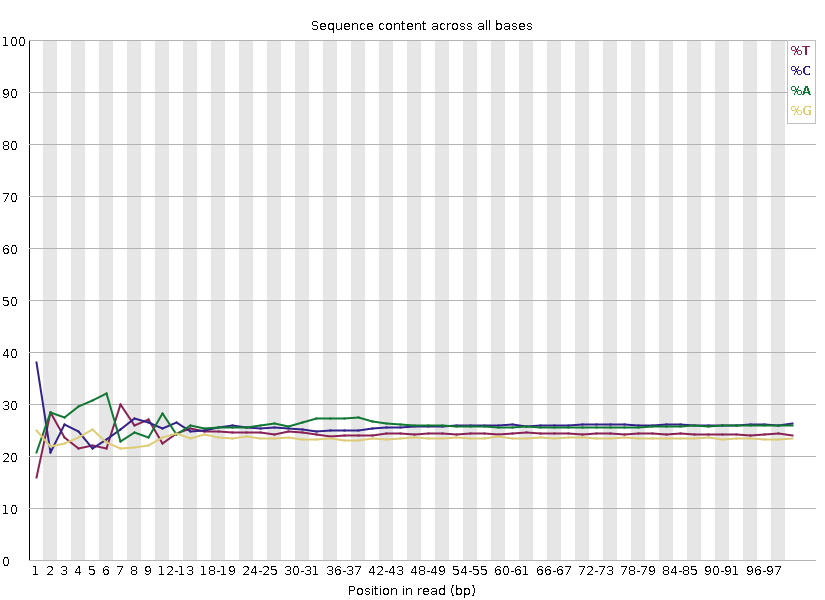 Sequence content across all bases
100
90
80
70
60
50
40
30
20
10
0
%T
%C
%A
%G
1 2 3 4 5 6 7 8 9 12-13 18-19 24-25 30-31 36-37 42-43 48-49 54-55 60-61 66-67 72-73 78-79 84-85 90-91 96-97
Position in read (bp)